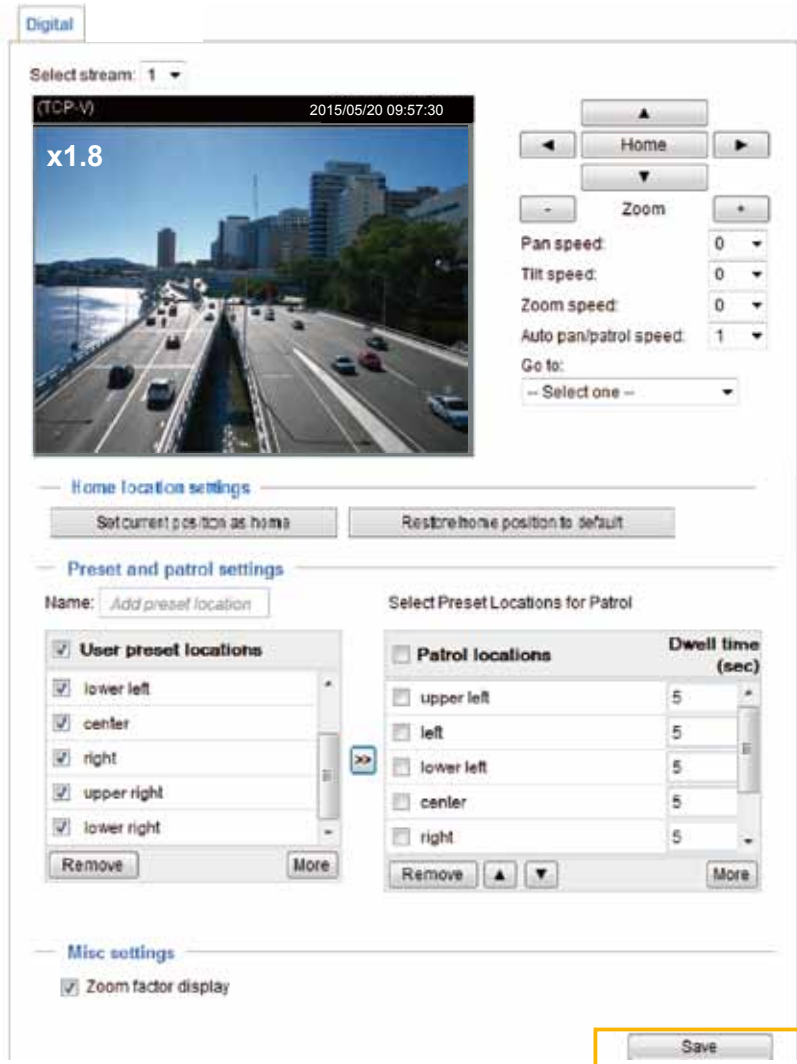 Digital
Select stream: 1
(TCP-V) 2015/05/20 09:57:30
x1.8
Home
- Zoom +
Pan speed: 0
Tilt speed: 0
Zoom speed: 0
Auto pan/patrol speed: 1
Go to:
-- Select one --
Home location settings
Set current position as home Restore home position to default
Preset and patrol settings
Name: Add preset location
User preset locations
lower left
center
right
upper right
lower right
Remove More
>>
Select Preset Locations for Patrol
Patrol locations Dwell time (sec)
upper left 5
left 5
lower left 5
center 5
right 5
Remove More
Misc settings
Zoom factor display
Save